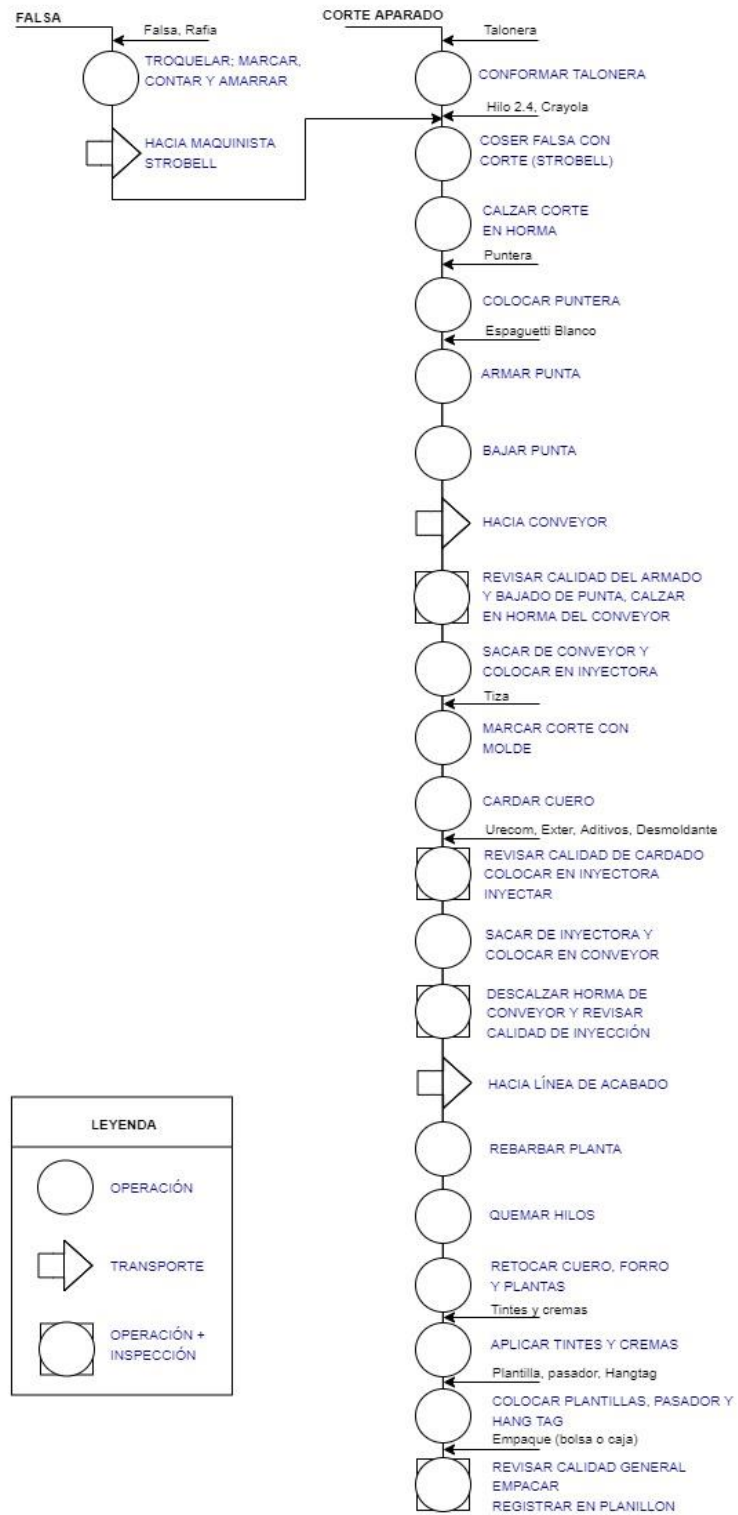 FALSA
Falsa, Rafia
TROQUELAR; MARCAR,
CONTAR Y AMARRAR
HACIA MAQUINISTA
STROBELL
CORTE APARADO
Talonera
CONFORMAR TALONERA
Hilo 2.4, Crayola
COSER FALSA CON
CORTE (STROBELL)
CALZAR CORTE
EN HORMA
Puntera
COLOCAR PUNTERA
Espaguetti Blanco
ARMAR PUNTA
BAJAR PUNTA
HACIA CONVEYOR
REVISAR CALIDAD DEL ARMADO
Y BAJADO DE PUNTA, CALZAR
EN HORMA DEL CONVEYOR
SACAR DE CONVEYOR Y
COLOCAR EN INYECTORA
Tiza
MARCAR CORTE CON
MOLDE
CARDAR CUERO
Urecom, Exter, Aditivos, Desmoldante
REVISAR CALIDAD DE CARDADO
COLOCAR EN INYECTORA
INYECTAR
SACAR DE INYECTORA Y
COLOCAR EN CONVEYOR
DESCALZAR HORMA DE
CONVEYOR Y REVISAR
CALIDAD DE INYECCIÓN
HACIA LÍNEA DE ACABADO
REBARBAR PLANTA
QUEMAR HILOS
RETOCAR CUERO, FORRO
Y PLANTAS
Tintes y cremas
APLICAR TINTES Y CREMAS
Plantilla, pasador, Hangtag
COLOCAR PLANTILLAS, PASADOR Y
HANG TAG
Empaque (bolsa o caja)
REVISAR CALIDAD GENERAL
EMPACAR
REGISTRAR EN PLANILLON
LEYENDA
OPERACIÓN
TRANSPORTE
OPERACIÓN +
INSPECCIÓN